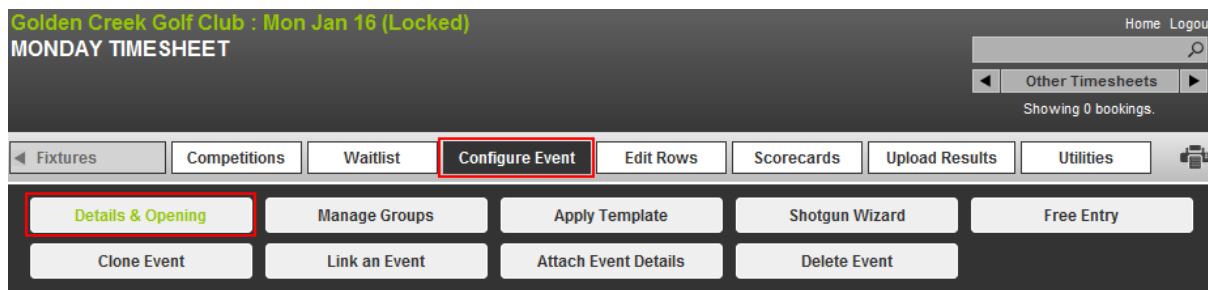 Golden Creek Golf Club : Mon Jan 16 (Locked)
Home Logou
MONDAY TIMESHEET
Other Timesheets
Showing 0 bookings.
Fixtures Competitions Waitlist Configure Event Edit Rows Scorecards Upload Results Utilities
Details & Opening Manage Groups Apply Template Shotgun Wizard Free Entry
Clone Event Link an Event Attach Event Details Delete Event